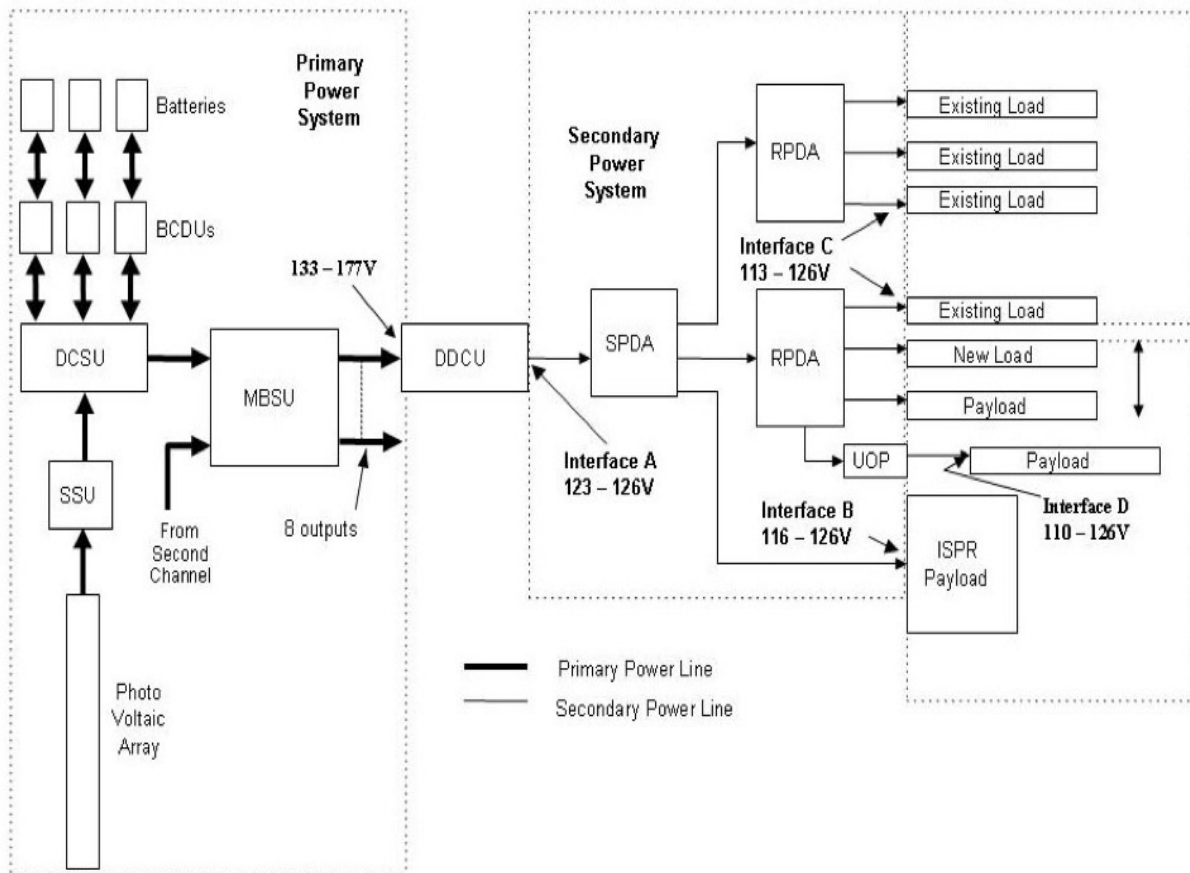 Primary
Power
System
Batteries
BCDUs
133 – 177V
DCSU
MBSU
DDCU
SSU
From
Second
Channel
8 outputs
Photo
Voltaic
Array
Secondary
Power
System
RPDA
Existing Load
Existing Load
Existing Load
Interface C
113 – 126V
SPDA
RPDA
Existing Load
New Load
Payload
UOP
Payload
Interface A
123 – 126V
Interface B
116 – 126V
Interface D
110 – 126V
ISPR
Payload
Primary Power Line
Secondary Power Line